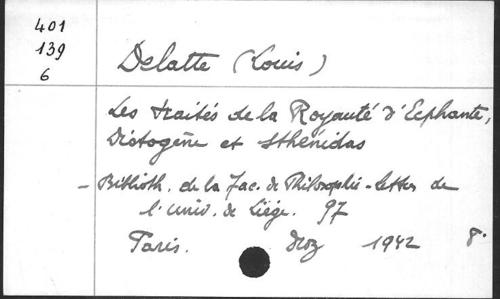 401
139
6
Delatte (Louis)
Les traités de la Royauté d'Ecphante,
Diotogène et Sthénidas
- Biblioth. de la Fac. de Philosophie-Lettres de
l'Univ. de Liège. 97
Paris. Droz 1942 8°